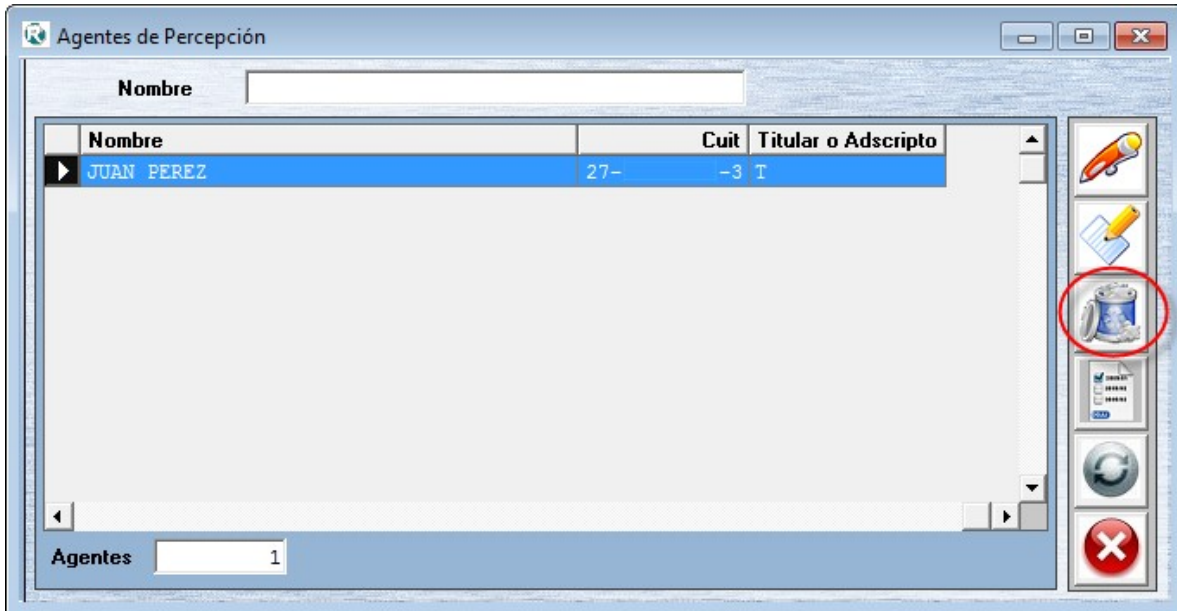 Agentes de Percepción
Nombre
Nombre Cuit Titular o Adscripto
JUAN PEREZ 27- -3 T
Agentes 1